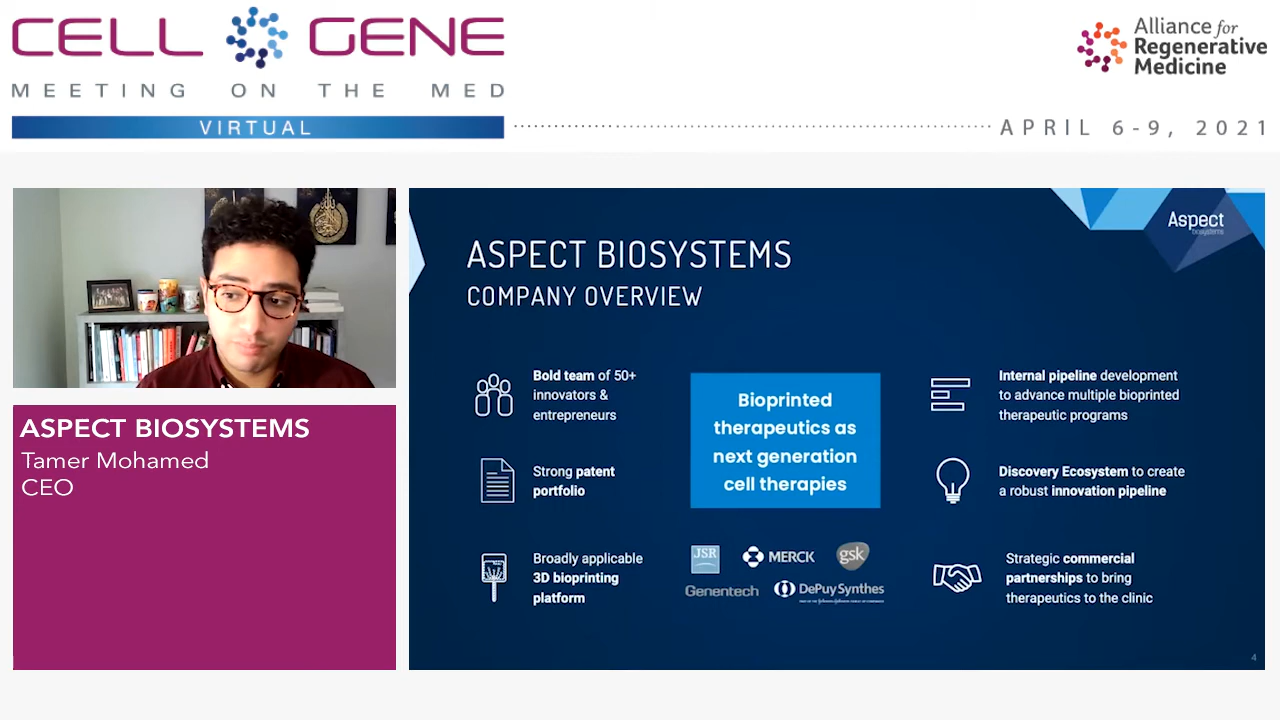 CELL GENE
MEETING ON THE MED
VIRTUAL
Alliance for
Regenerative
Medicine
APRIL 6-9, 2021
ASPECT BIOSYSTEMS
Tamer Mohamed
CEO
Aspect
biosystems
ASPECT BIOSYSTEMS
COMPANY OVERVIEW
Bold team of 50+
innovators &
entrepreneurs
Strong patent
portfolio
Broadly applicable
3D bioprinting
platform
Bioprinted
therapeutics as
next generation
cell therapies
JSR
MERCK
gsk
Genentech
DePuySynthes
Internal pipeline development
to advance multiple bioprinted
therapeutic programs
Discovery Ecosystem to create
a robust innovation pipeline
Strategic commercial
partnerships to bring
therapeutics to the clinic
4